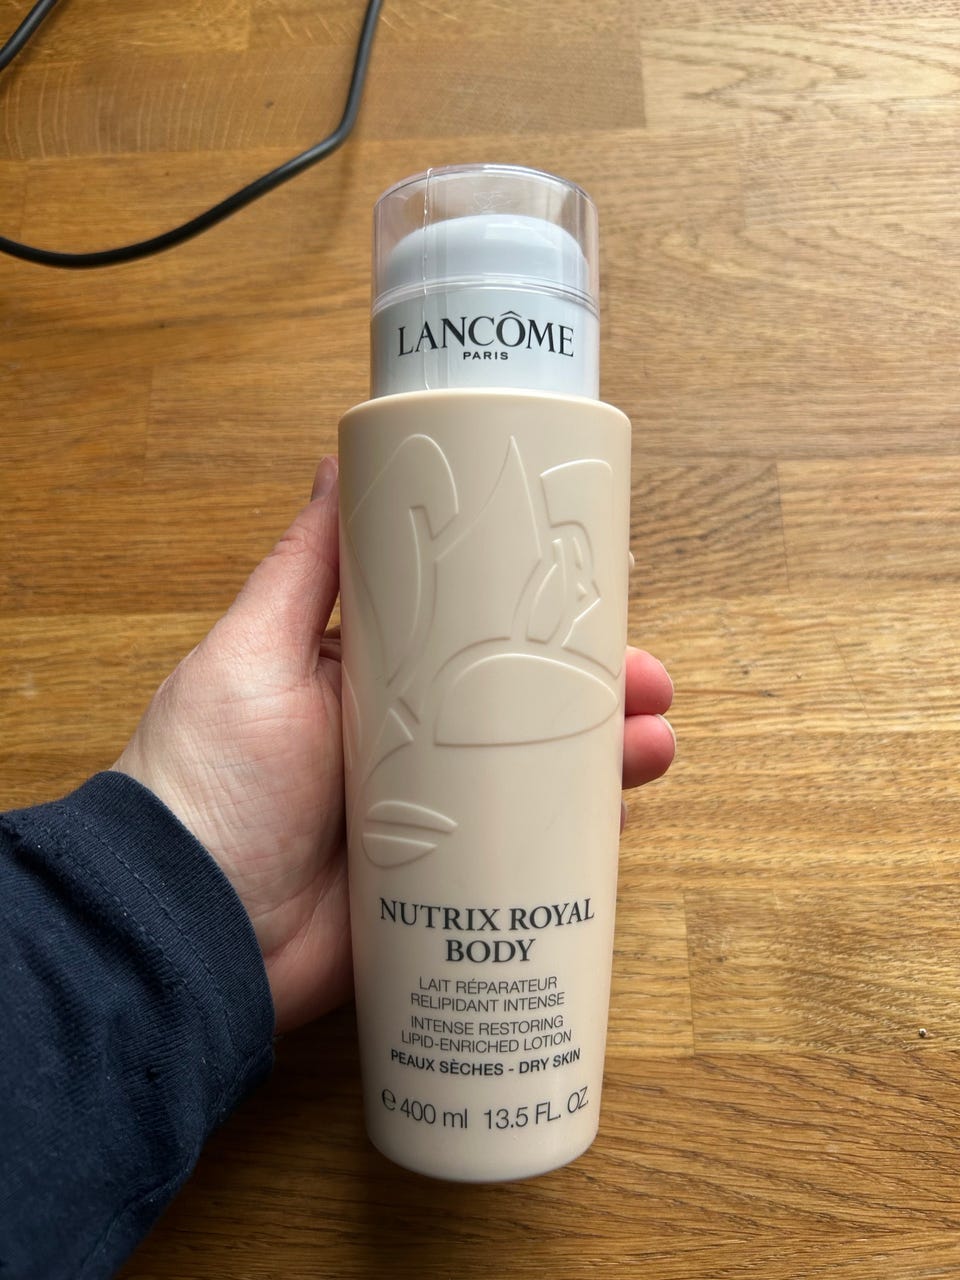 LANCÔME
PARIS
NUTRIX ROYAL
BODY
LAIT RÉPARATEUR
RELIPIDANT INTENSE
INTENSE RESTORING
LIPID-ENRICHED LOTION
PEAUX SÈCHES - DRY SKIN
℮ 400 ml 13.5 FL. OZ.